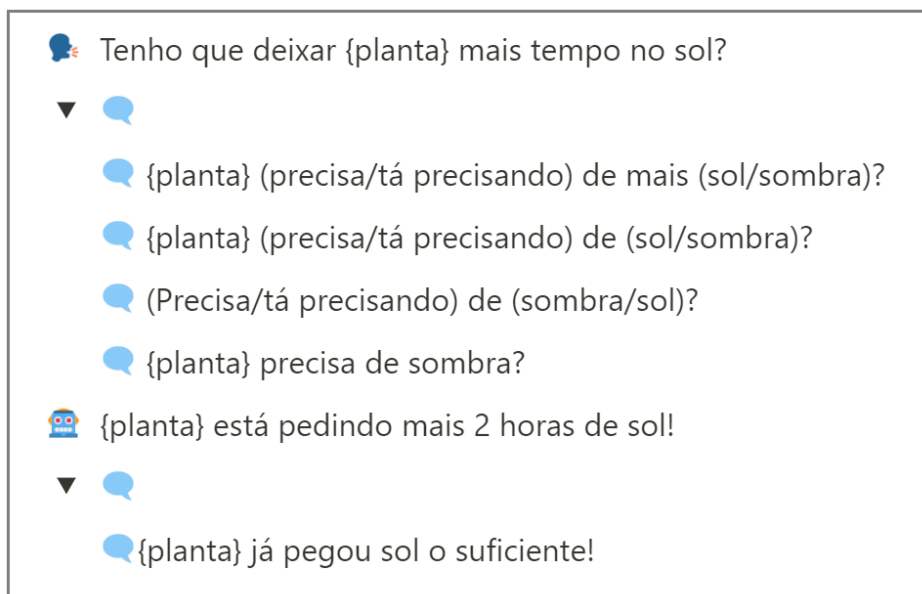 Tenho que deixar {planta} mais tempo no sol?
{planta} (precisa/tá precisando) de mais (sol/sombra)?
{planta} (precisa/tá precisando) de (sol/sombra)?
(Precisa/tá precisando) de (sombra/sol)?
{planta} precisa de sombra?
{planta} está pedindo mais 2 horas de sol!
{planta} já pegou sol o suficiente!